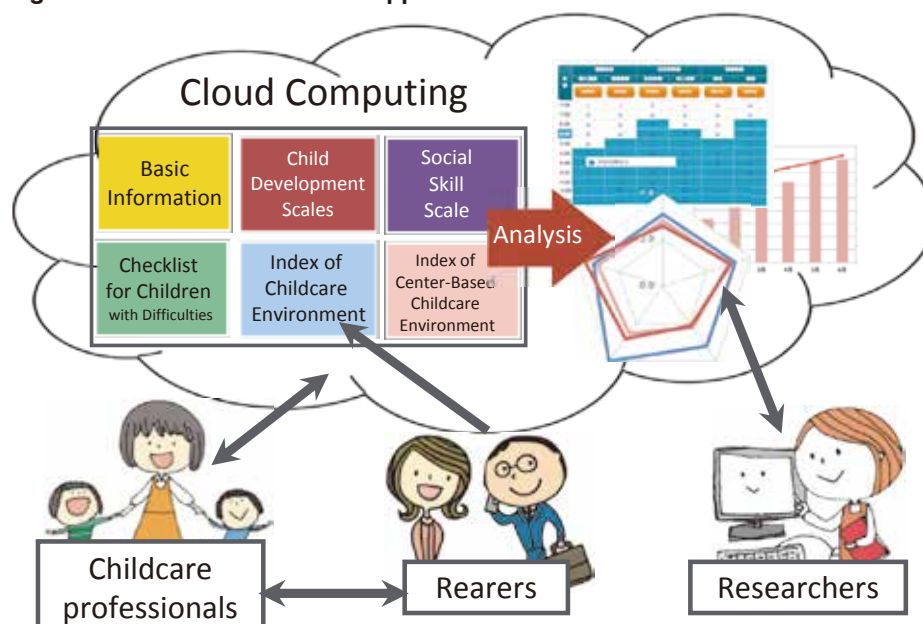 Cloud Computing
Basic
Information
Child
Development
Scales
Social
Skill
Scale
Checklist
for Children
with Difficulties
Index of
Childcare
Environment
Index of
Center-Based
Childcare
Environment
Analysis
Childcare
professionals
Rearers
Researchers